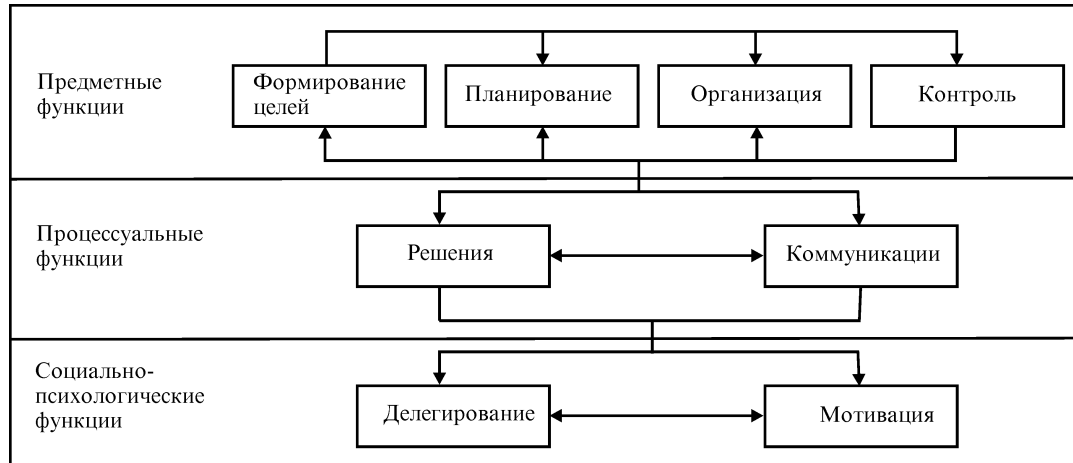 Предметные
функции
Формирование
целей
Планирование
Организация
Контроль
Процессуальные
функции
Решения
Коммуникации
Социально-
психологические
функции
Делегирование
Мотивация